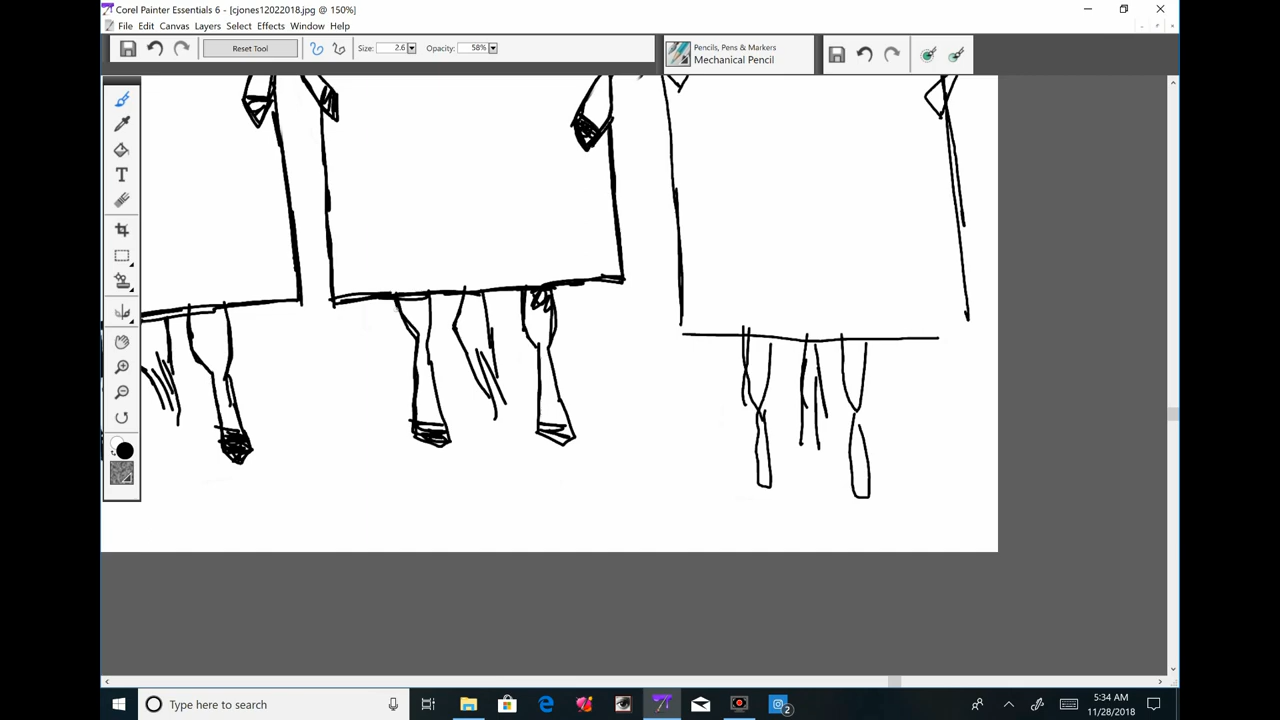 Corel Painter Essentials 6 - [cjones12022018.jpg @ 150%]
File Edit Canvas Layers Select Effects Window Help
Reset Tool Size: 2.6 Opacity: 58% Pencils, Pens & Markers
Mechanical Pencil
T
Type here to search
2
5:34 AM
11/28/2018